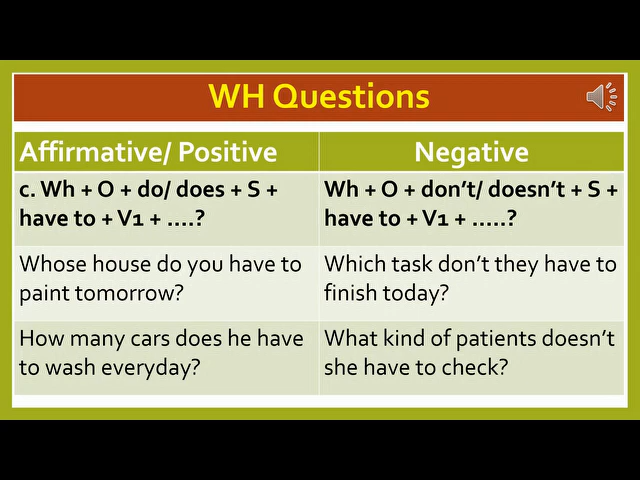 WH Questions
Affirmative/ Positive
Negative
c. Wh + O + do/ does + S +
have to + V1 + ....?
Wh + O + don't/ doesn't + S +
have to + V1 + .....?
Whose house do you have to
paint tomorrow?
Which task don't they have to
finish today?
How many cars does he have
to wash everyday?
What kind of patients doesn't
she have to check?